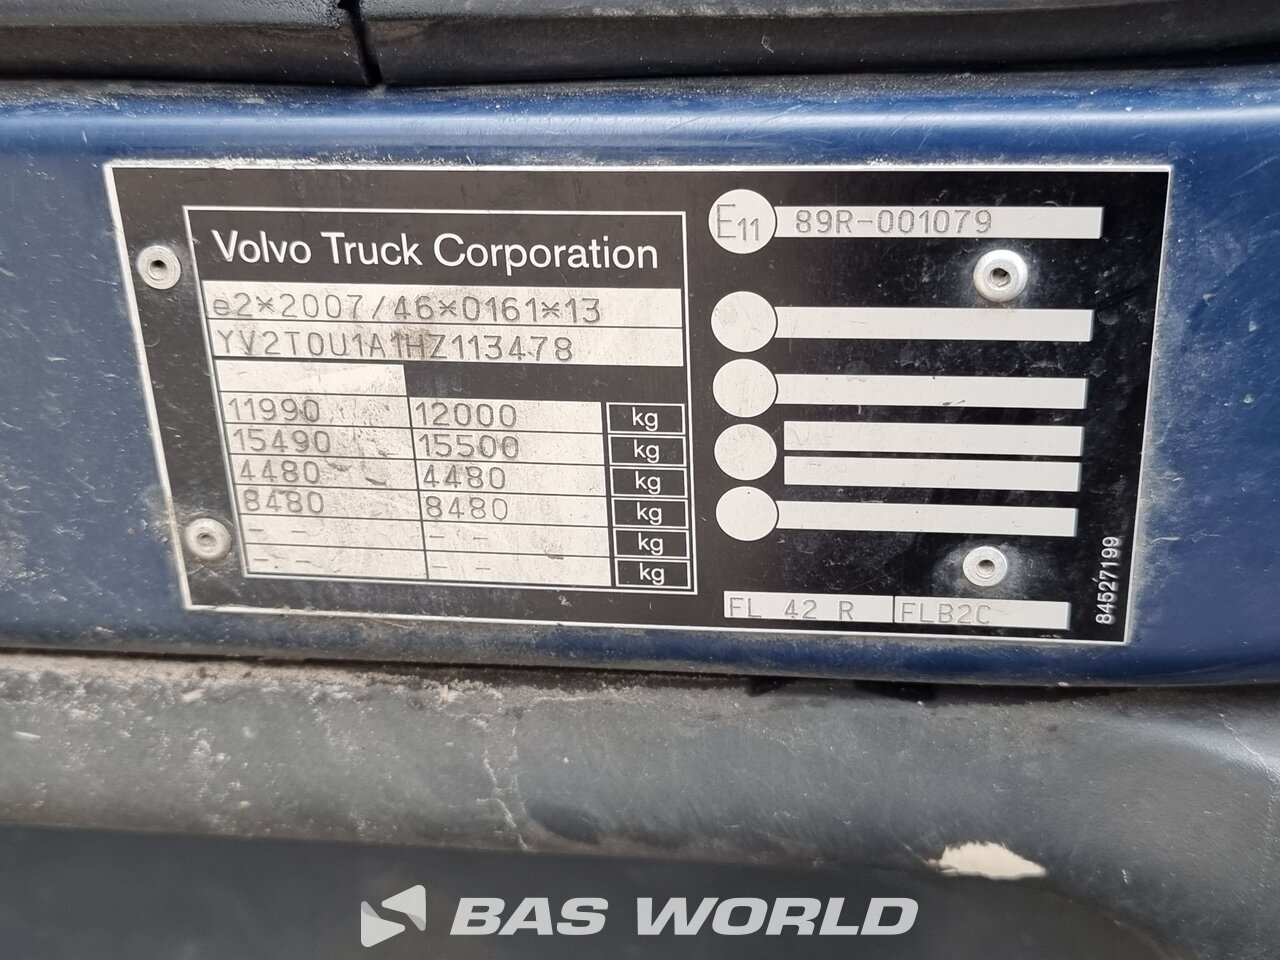 Volvo Truck Corporation
e2*2007/46*0161*13
YV2T0U1A1HZ113478
11990 12000 kg
15490 15500 kg
4480 4480 kg
8480 8480 kg
- - - - kg
- - - - kg
E11 89R-001079
FL 42 R FLB2C
84527199
BAS WORLD